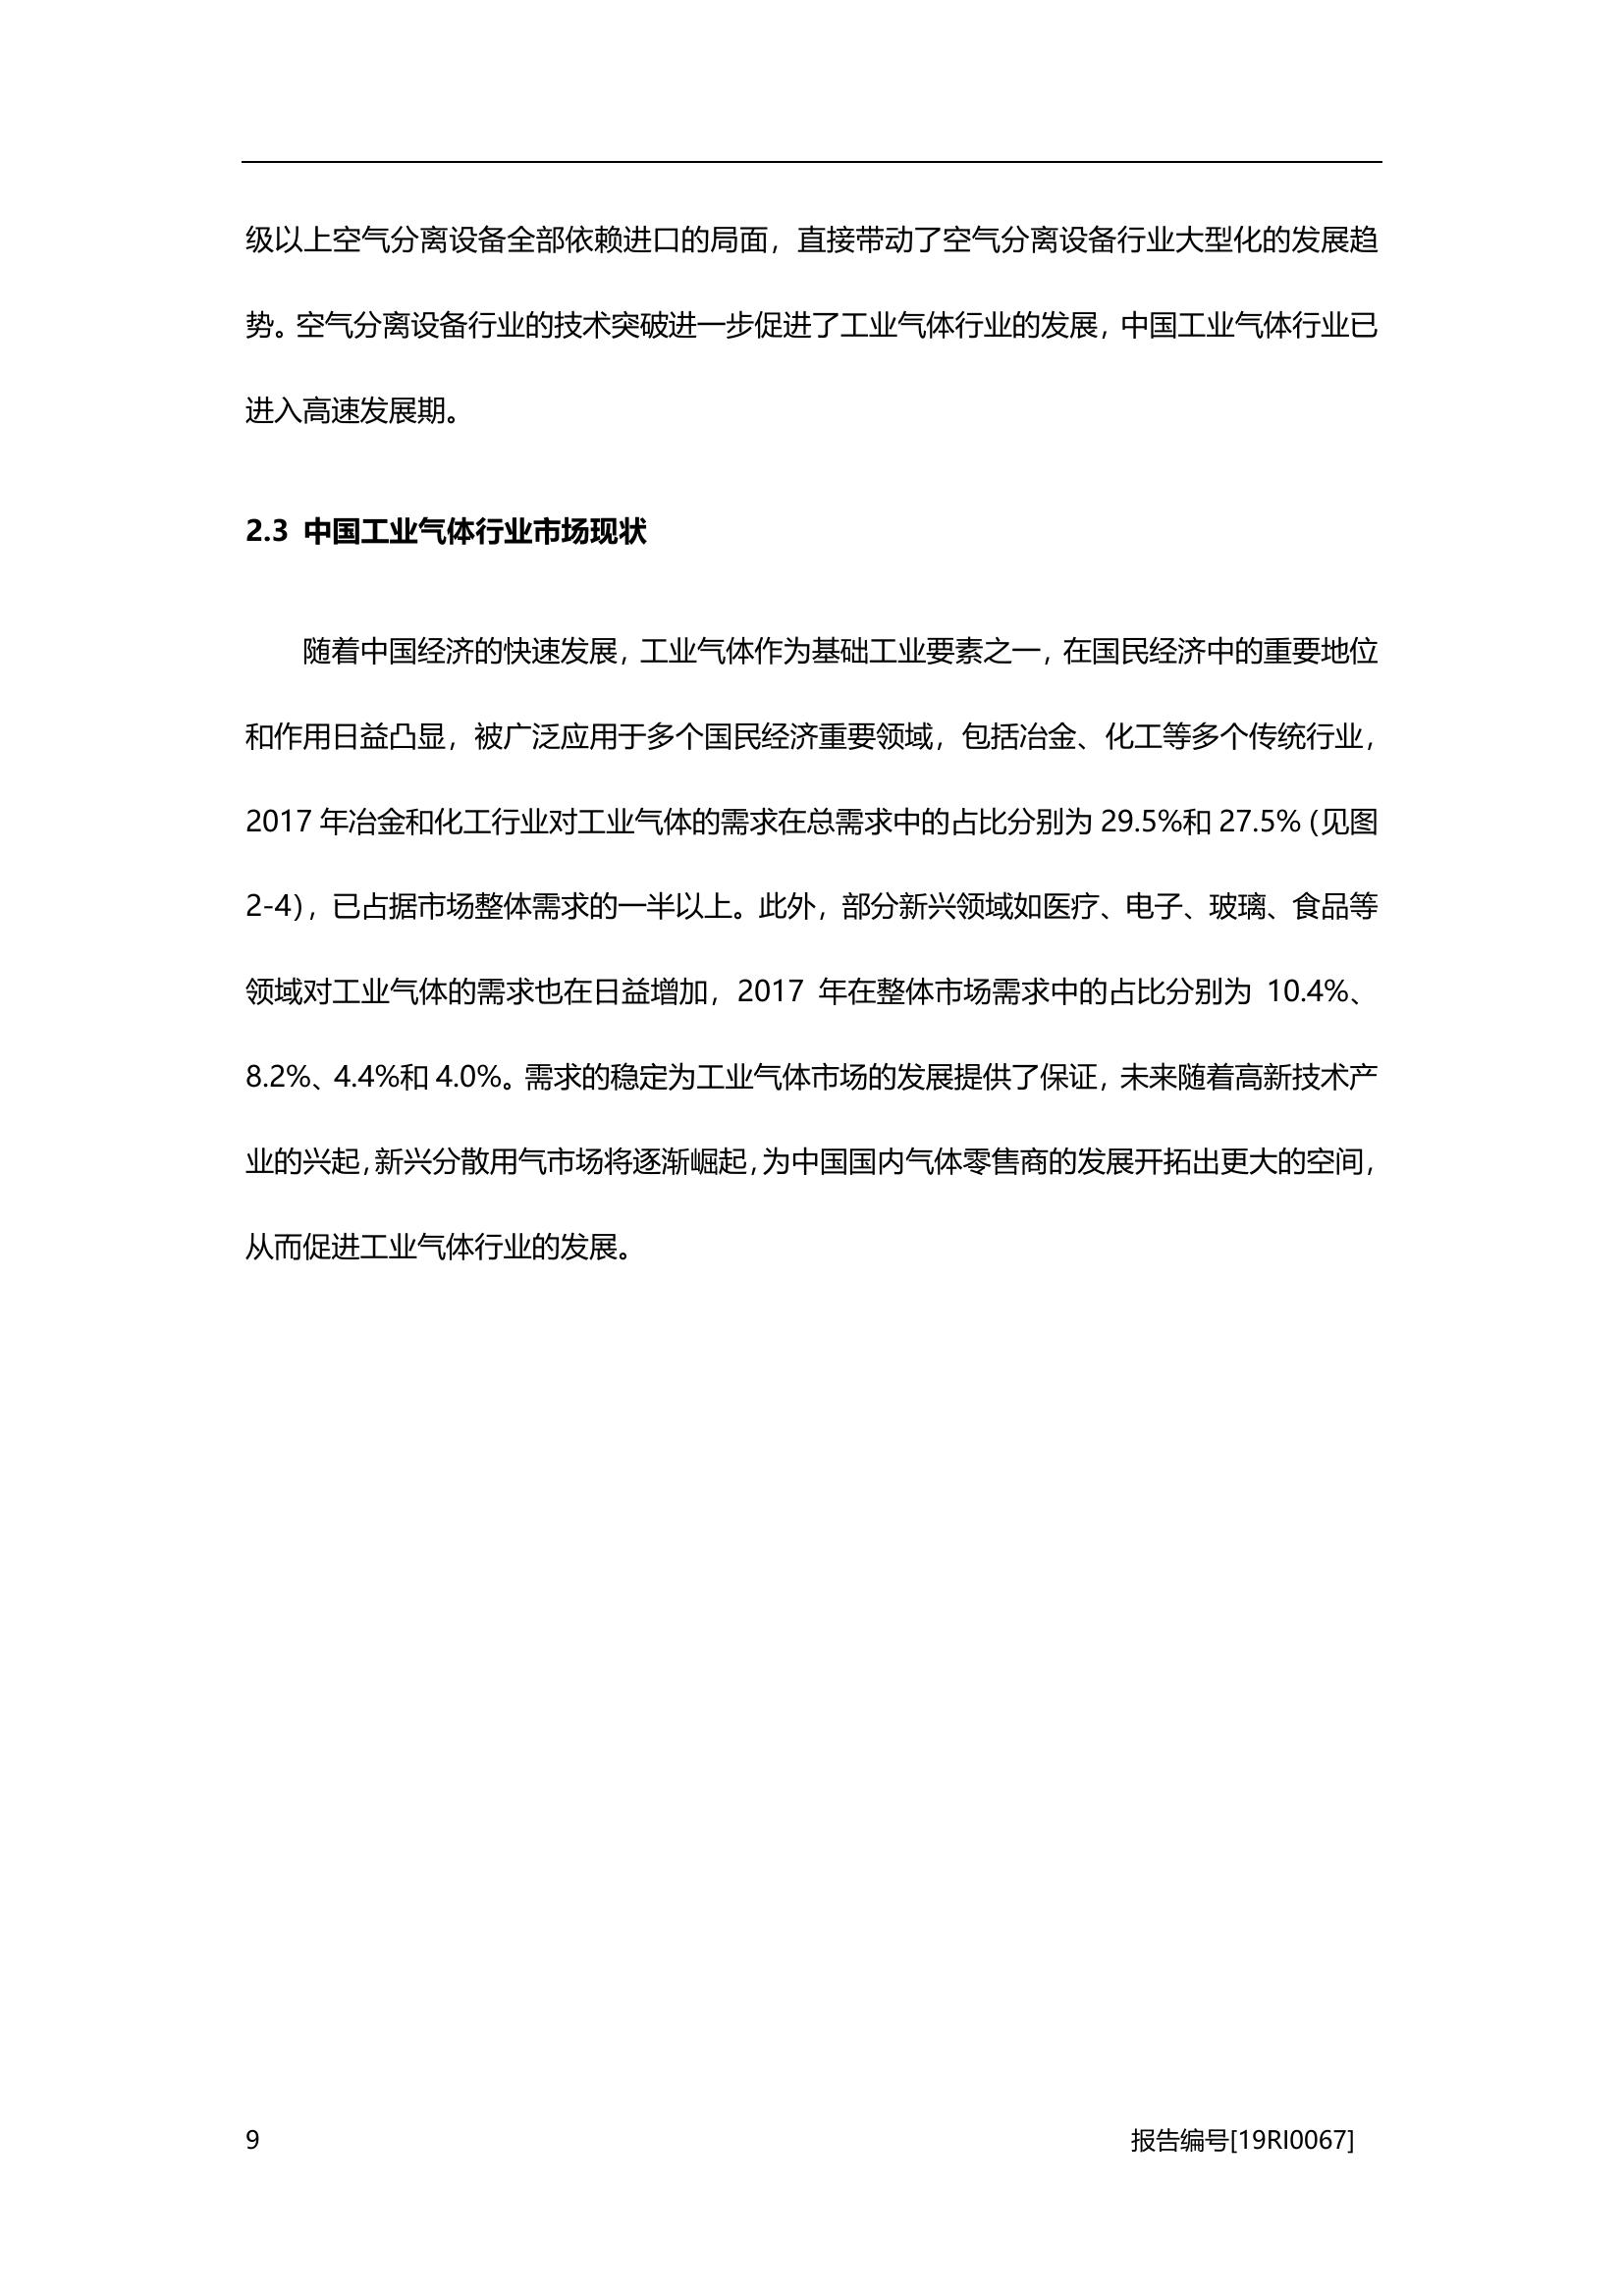 级以上空气分离设备全部依赖进口的局面，直接带动了空气分离设备行业大型化的发展趋
势。空气分离设备行业的技术突破进一步促进了工业气体行业的发展，中国工业气体行业已
进入高速发展期。
2.3 中国工业气体行业市场现状
随着中国经济的快速发展，工业气体作为基础工业要素之一，在国民经济中的重要地位
和作用日益凸显，被广泛应用于多个国民经济重要领域，包括冶金、化工等多个传统行业，
2017 年冶金和化工行业对工业气体的需求在总需求中的占比分别为 29.5%和 27.5%（见图
2-4），已占据市场整体需求的一半以上。此外，部分新兴领域如医疗、电子、玻璃、食品等
领域对工业气体的需求也在日益增加，2017 年在整体市场需求中的占比分别为 10.4%、
8.2%、4.4%和 4.0%。需求的稳定为工业气体市场的发展提供了保证，未来随着高新技术产
业的兴起，新兴分散用气市场将逐渐崛起，为中国国内气体零售商的发展开拓出更大的空间，
从而促进工业气体行业的发展。
9 报告编号[19RI0067]